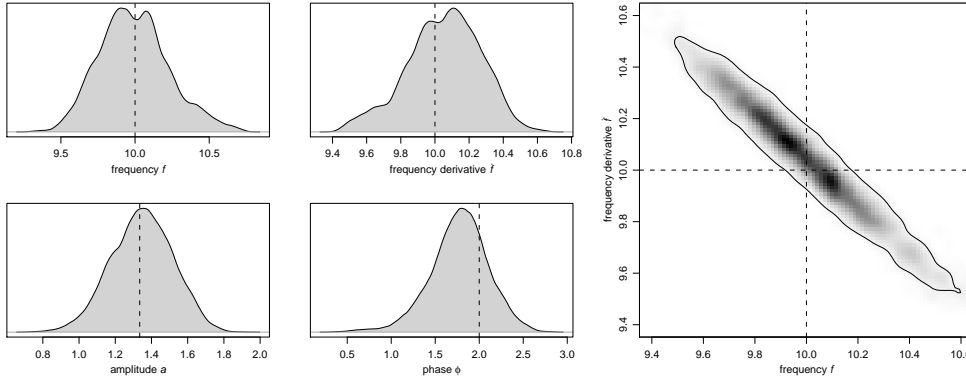 9.5 10.0 10.5
frequency f
9.4 9.6 9.8 10.0 10.2 10.4 10.6 10.8
frequency derivative ḟ
0.8 1.0 1.2 1.4 1.6 1.8 2.0
amplitude a
0.5 1.0 1.5 2.0 2.5 3.0
phase ϕ
frequency derivative ḟ
10.6
10.4
10.2
10.0
9.8
9.6
9.4
9.4 9.6 9.8 10.0 10.2 10.4 10.6
frequency f